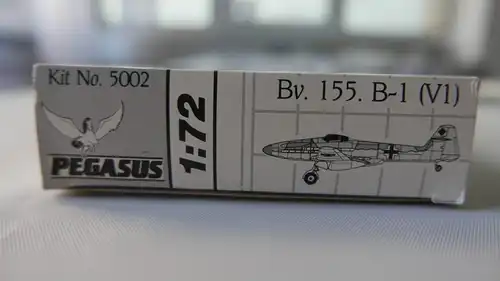 Kit No. 5002
PEGASUS
1:72
Bv. 155. B-1 (V1)